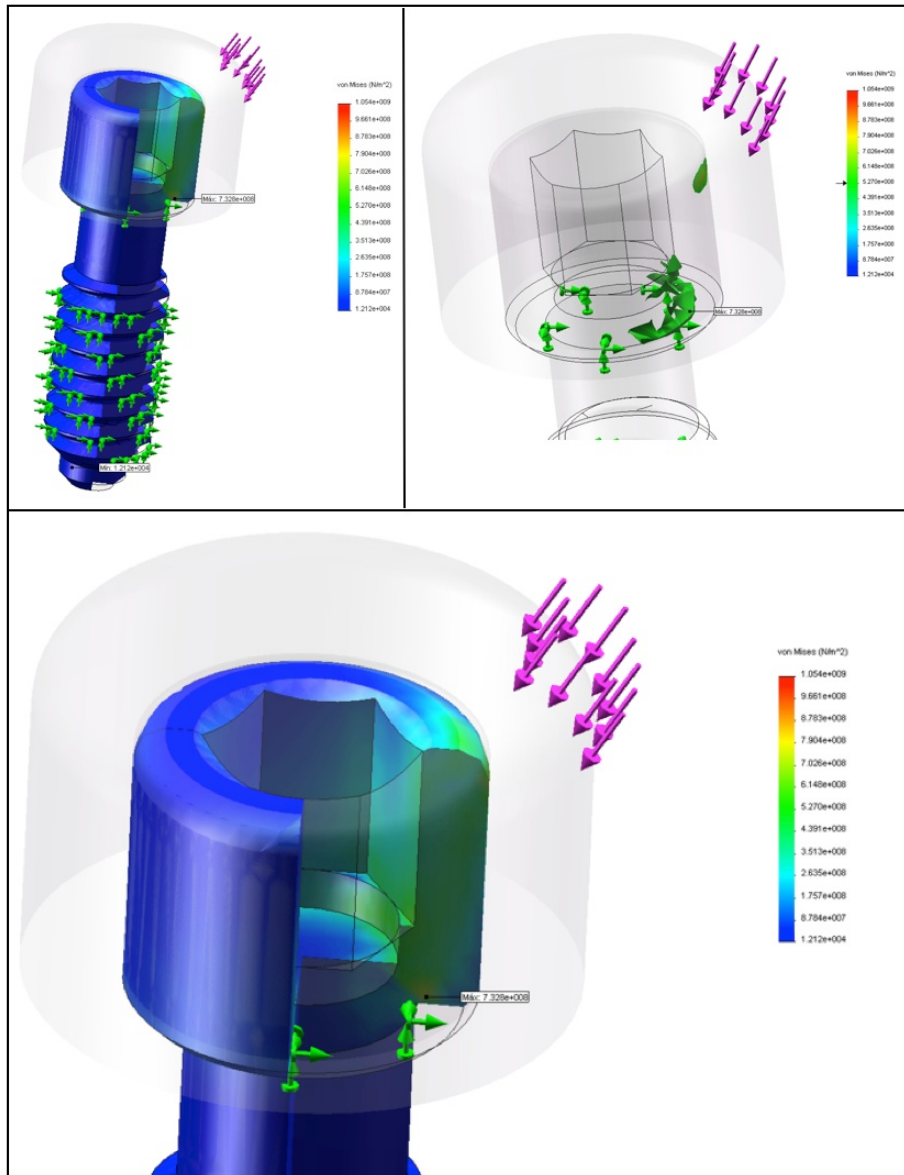 von Mises (N/m^2)
1.054e+009
9.661e+008
8.783e+008
7.904e+008
7.026e+008
6.148e+008
5.270e+008
4.391e+008
3.513e+008
2.635e+008
1.757e+008
8.784e+007
1.212e+004
Máx: 7.328e+008
Mín: 1.212e+004
von Mises (N/m^2)
1.054e+009
9.661e+008
8.783e+008
7.904e+008
7.026e+008
6.148e+008
5.270e+008
4.391e+008
3.513e+008
2.635e+008
1.757e+008
8.784e+007
1.212e+004
Máx: 7.328e+008
von Mises (N/m^2)
1.054e+009
9.661e+008
8.783e+008
7.904e+008
7.026e+008
6.148e+008
5.270e+008
4.391e+008
3.513e+008
2.635e+008
1.757e+008
8.784e+007
1.212e+004
Máx: 7.328e+008